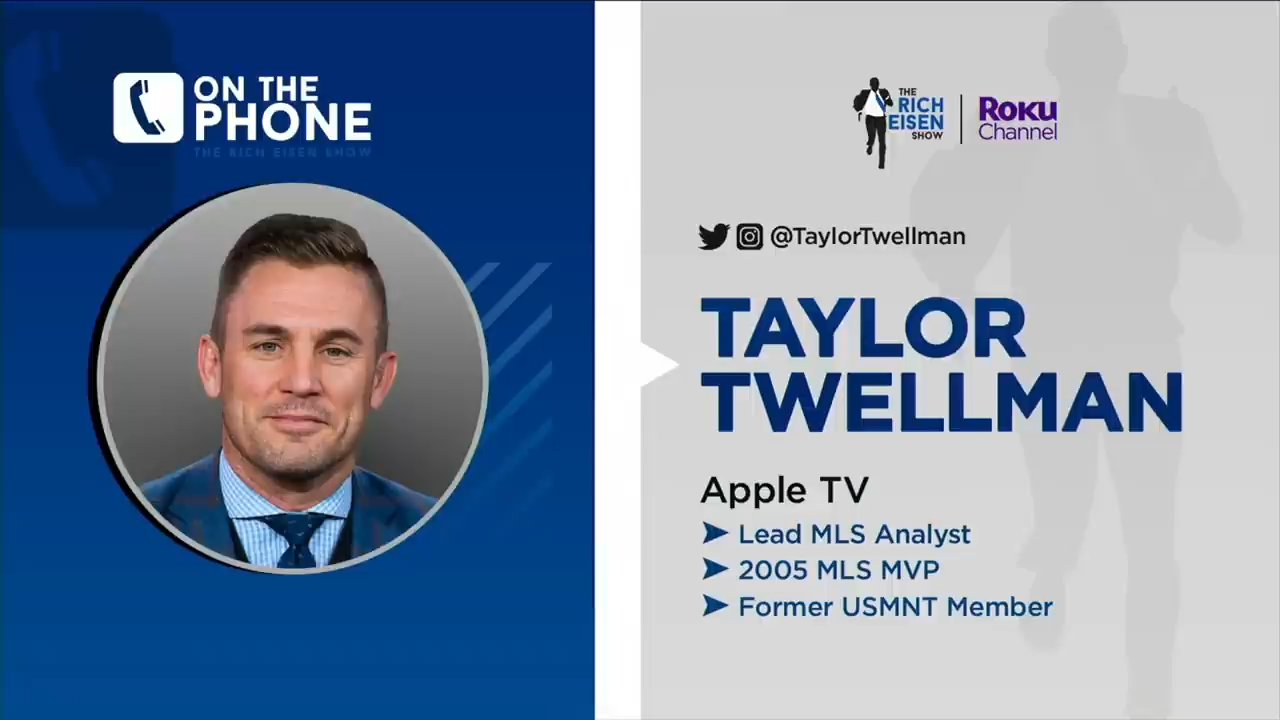 ON THE
PHONE
THE RICH EISEN SHOW
THE
RICH
EISEN
SHOW
Roku
Channel
@TaylorTwellman
TAYLOR
TWELLMAN
Apple TV
Lead MLS Analyst
2005 MLS MVP
Former USMNT Member